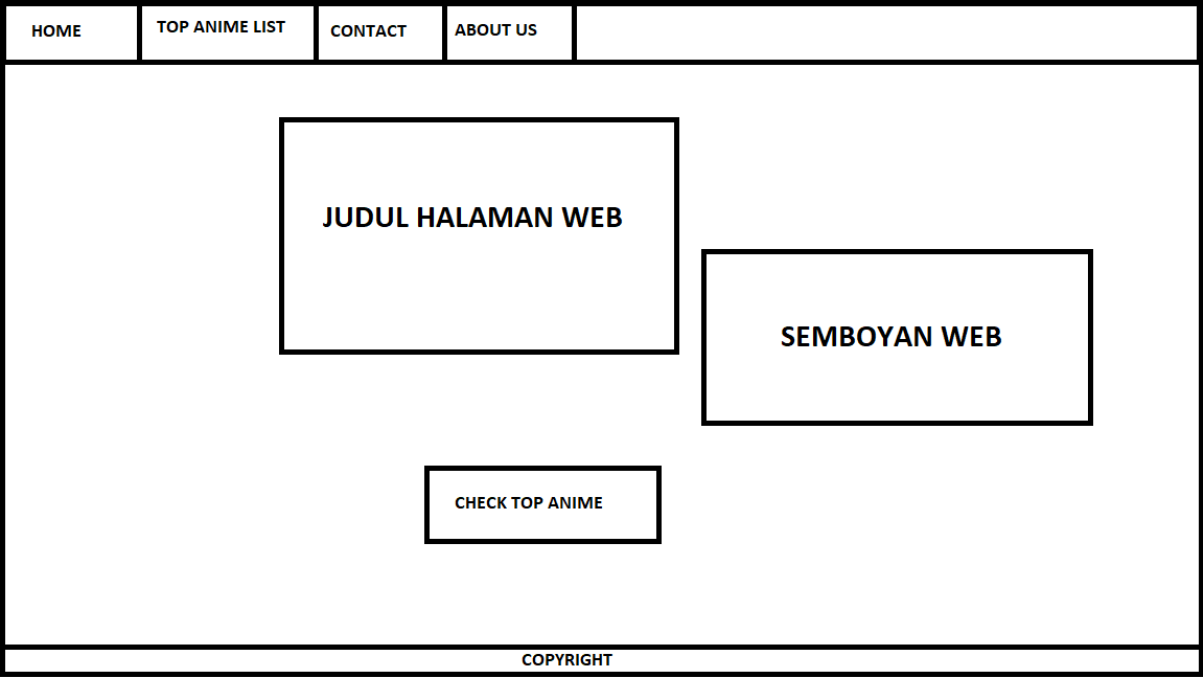 HOME
TOP ANIME LIST
CONTACT
ABOUT US
JUDUL HALAMAN WEB
SEMBOYAN WEB
CHECK TOP ANIME
COPYRIGHT